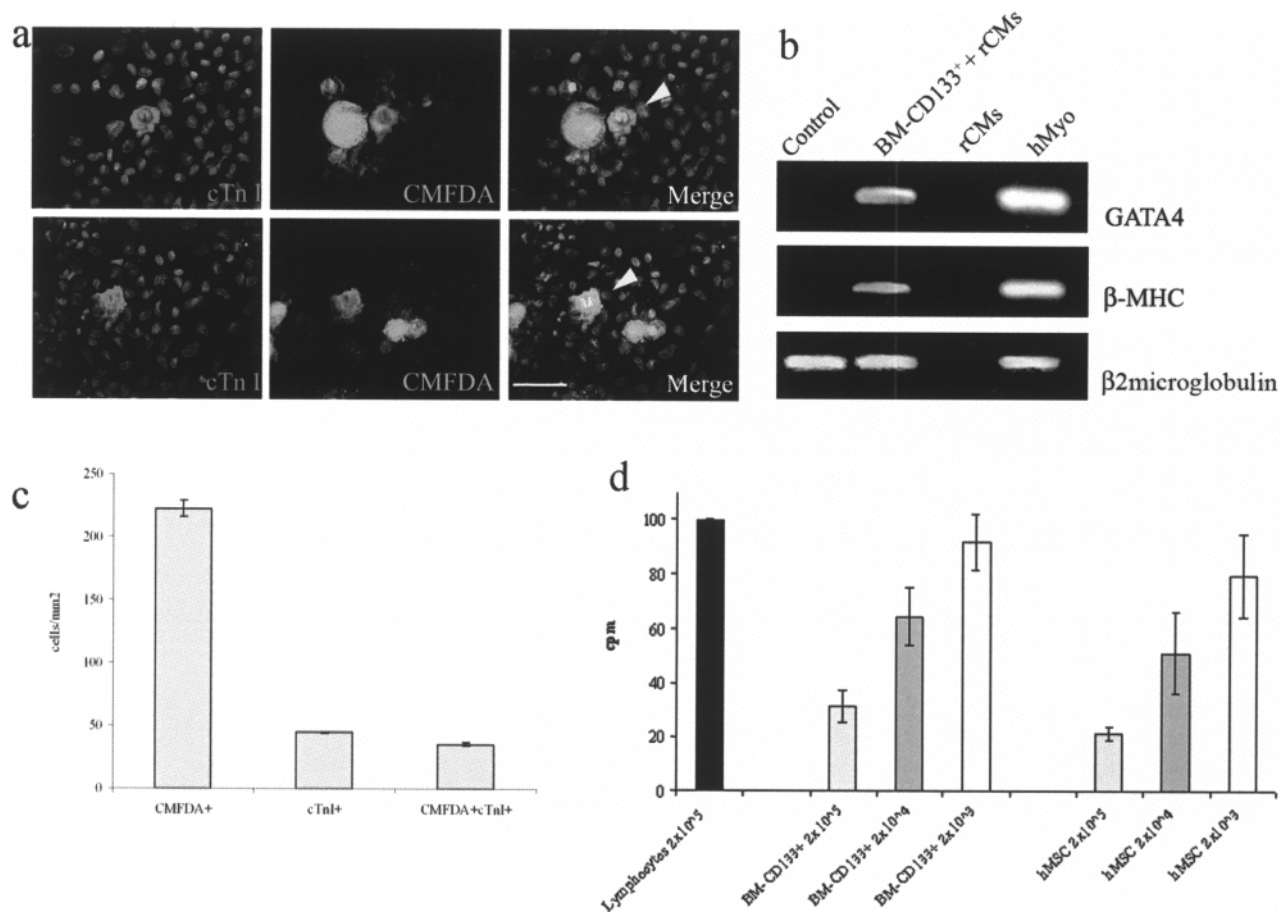 a
cTn I
CMFDA
Merge
cTn I
CMFDA
Merge
b
Control
BM-CD133⁺ + rCMs
rCMs
hMyo
GATA4
β-MHC
β2microglobulin
c
cells/mm2
250
200
150
100
50
0
CMFDA+
cTnI+
CMFDA+cTnI+
d
cpm
100
80
60
40
20
0
Lymphocytes 2x10^5
BM-CD133+ 2x10^5
BM-CD133+ 2x10^4
BM-CD133+ 2x10^3
hMSC 2x10^5
hMSC 2x10^4
hMSC 2x10^3